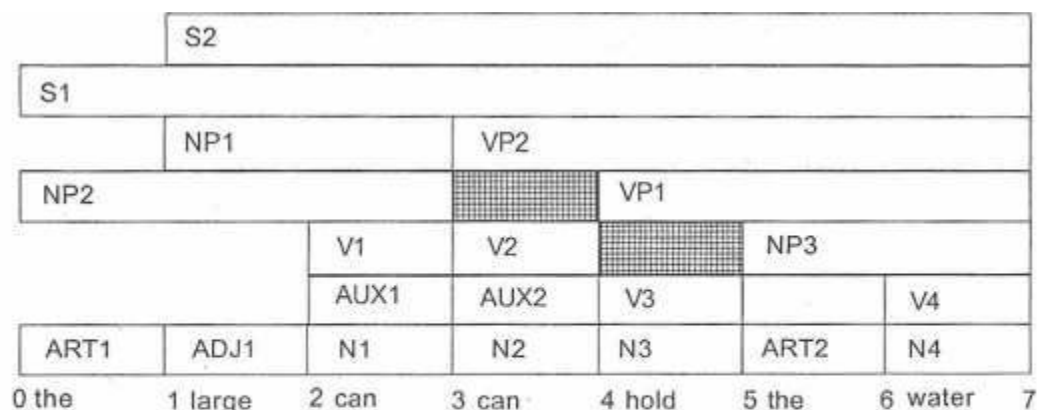 S2
S1
NP1 VP2
NP2 VP1
V1 V2 NP3
AUX1 AUX2 V3 V4
ART1 ADJ1 N1 N2 N3 ART2 N4
0 the 1 large 2 can 3 can 4 hold 5 the 6 water 7